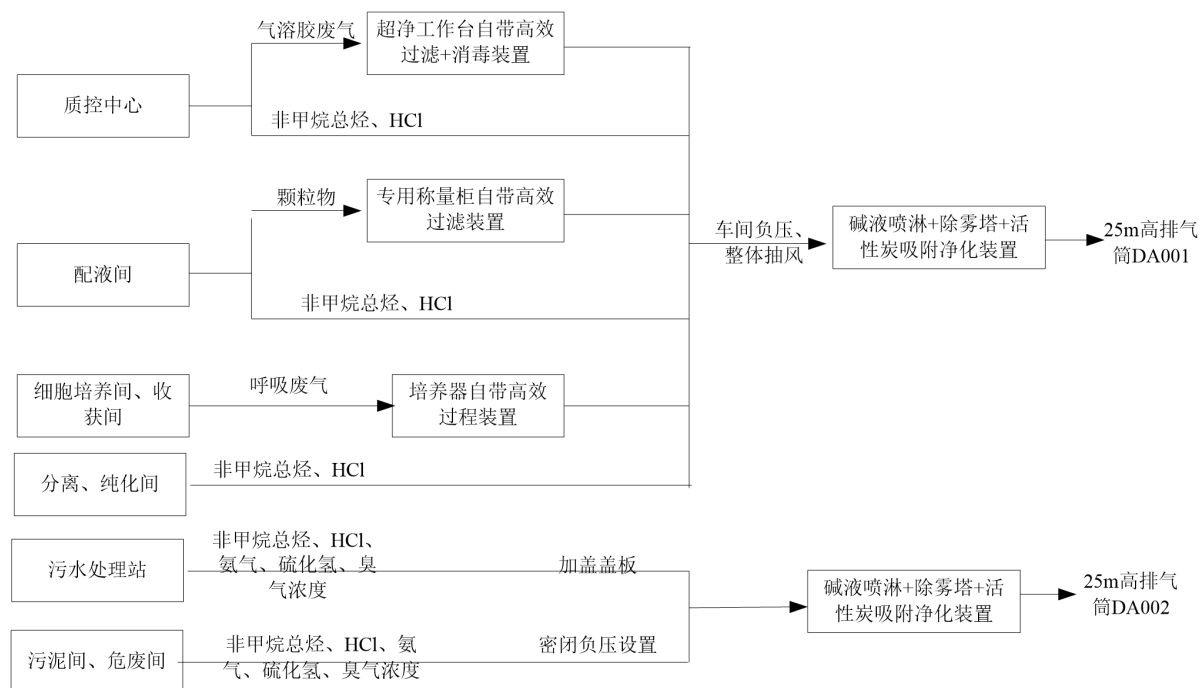 气溶胶废气
超净工作台自带高效
过滤+消毒装置
质控中心
非甲烷总烃、HCl
颗粒物
专用称量柜自带高效
过滤装置
配液间
非甲烷总烃、HCl
车间负压、
整体抽风
碱液喷淋+除雾塔+活
性炭吸附净化装置
25m高排气
筒DA001
细胞培养间、收
获间
呼吸废气
培养器自带高效
过程装置
分离、纯化间
非甲烷总烃、HCl
污水处理站
非甲烷总烃、HCl、
氨气、硫化氢、臭
气浓度
加盖盖板
碱液喷淋+除雾塔+活
性炭吸附净化装置
25m高排气
筒DA002
污泥间、危废间
非甲烷总烃、HCl、氨
气、硫化氢、臭气浓度
密闭负压设置